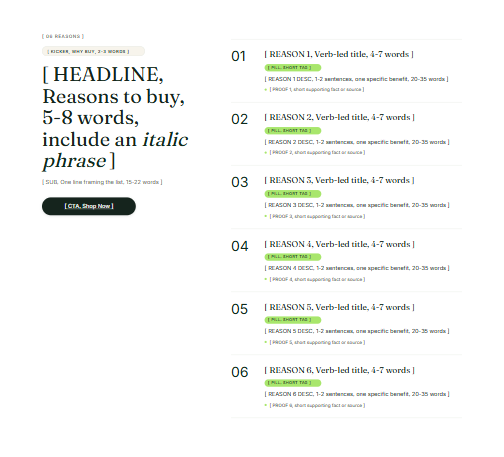 [ 06 REASONS ]
[ KICKER, WHY BUY, 2-3 WORDS ]
[ HEADLINE,
Reasons to buy,
5-8 words,
include an italic
phrase ]
[ SUB, One line framing the list, 15-22 words ]
[ CTA, Shop Now ]
01
[ REASON 1, Verb-led title, 4-7 words ]
[ PILL, SHORT TAG ]
[ REASON 1 DESC, 1-2 sentences, one specific benefit. 20-35 words ]
[ PROOF 1, short supporting fact or source ]
02
[ REASON 2, Verb-led title, 4-7 words ]
[ PILL, SHORT TAG ]
[ REASON 2 DESC, 1-2 sentences, one specific benefit. 20-35 words ]
[ PROOF 2, short supporting fact or source ]
03
[ REASON 3, Verb-led title, 4-7 words ]
[ PILL, SHORT TAG ]
[ REASON 3 DESC, 1-2 sentences, one specific benefit. 20-35 words ]
[ PROOF 3, short supporting fact or source ]
04
[ REASON 4, Verb-led title, 4-7 words ]
[ PILL, SHORT TAG ]
[ REASON 4 DESC, 1-2 sentences, one specific benefit. 20-35 words ]
[ PROOF 4, short supporting fact or source ]
05
[ REASON 5, Verb-led title, 4-7 words ]
[ PILL, SHORT TAG ]
[ REASON 5 DESC, 1-2 sentences, one specific benefit. 20-35 words ]
[ PROOF 5, short supporting fact or source ]
06
[ REASON 6, Verb-led title, 4-7 words ]
[ PILL, SHORT TAG ]
[ REASON 6 DESC, 1-2 sentences, one specific benefit. 20-35 words ]
[ PROOF 6, short supporting fact or source ]